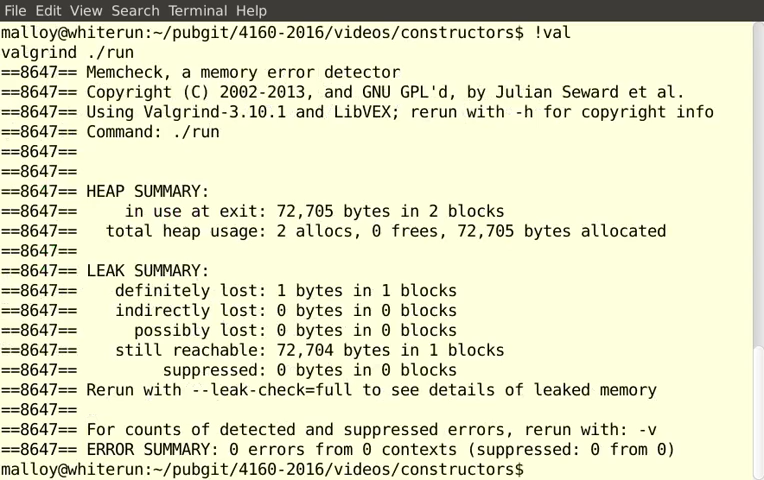 File Edit View Search Terminal Help
malloy@whiterun:~/pubgit/4160-2016/videos/constructors$ !val
valgrind ./run
==8647== Memcheck, a memory error detector
==8647== Copyright (C) 2002-2013, and GNU GPL'd, by Julian Seward et al.
==8647== Using Valgrind-3.10.1 and LibVEX; rerun with -h for copyright info
==8647== Command: ./run
==8647==
==8647==
==8647== HEAP SUMMARY:
==8647==     in use at exit: 72,705 bytes in 2 blocks
==8647==   total heap usage: 2 allocs, 0 frees, 72,705 bytes allocated
==8647==
==8647== LEAK SUMMARY:
==8647==    definitely lost: 1 bytes in 1 blocks
==8647==    indirectly lost: 0 bytes in 0 blocks
==8647==      possibly lost: 0 bytes in 0 blocks
==8647==    still reachable: 72,704 bytes in 1 blocks
==8647==         suppressed: 0 bytes in 0 blocks
==8647== Rerun with --leak-check=full to see details of leaked memory
==8647==
==8647== For counts of detected and suppressed errors, rerun with: -v
==8647== ERROR SUMMARY: 0 errors from 0 contexts (suppressed: 0 from 0)
malloy@whiterun:~/pubgit/4160-2016/videos/constructors$